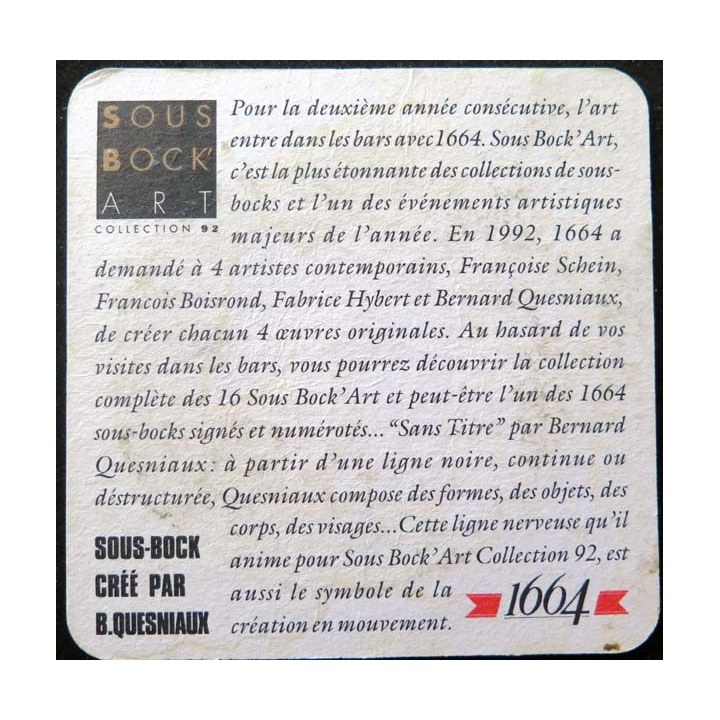 SOUS
BOCK'
ART
COLLECTION 92
Pour la deuxième année consécutive, l'art
entre dans les bars avec 1664. Sous Bock'Art,
c'est la plus étonnante des collections de sous-
bocks et l'un des événements artistiques
majeurs de l'année. En 1992, 1664 a
demandé à 4 artistes contemporains, Françoise Schein,
Francois Boisrond, Fabrice Hybert et Bernard Quesniaux,
de créer chacun 4 œuvres originales. Au hasard de vos
visites dans les bars, vous pourrez découvrir la collection
complète des 16 Sous Bock'Art et peut-être l'un des 1664
sous-bocks signés et numérotés... “Sans Titre” par Bernard
Quesniaux : à partir d'une ligne noire, continue ou
déstructurée, Quesniaux compose des formes, des objets, des
corps, des visages...Cette ligne nerveuse qu'il
anime pour Sous Bock'Art Collection 92, est
aussi le symbole de la
création en mouvement.
SOUS-BOCK
CRÉÉ PAR
B.QUESNIAUX
1664